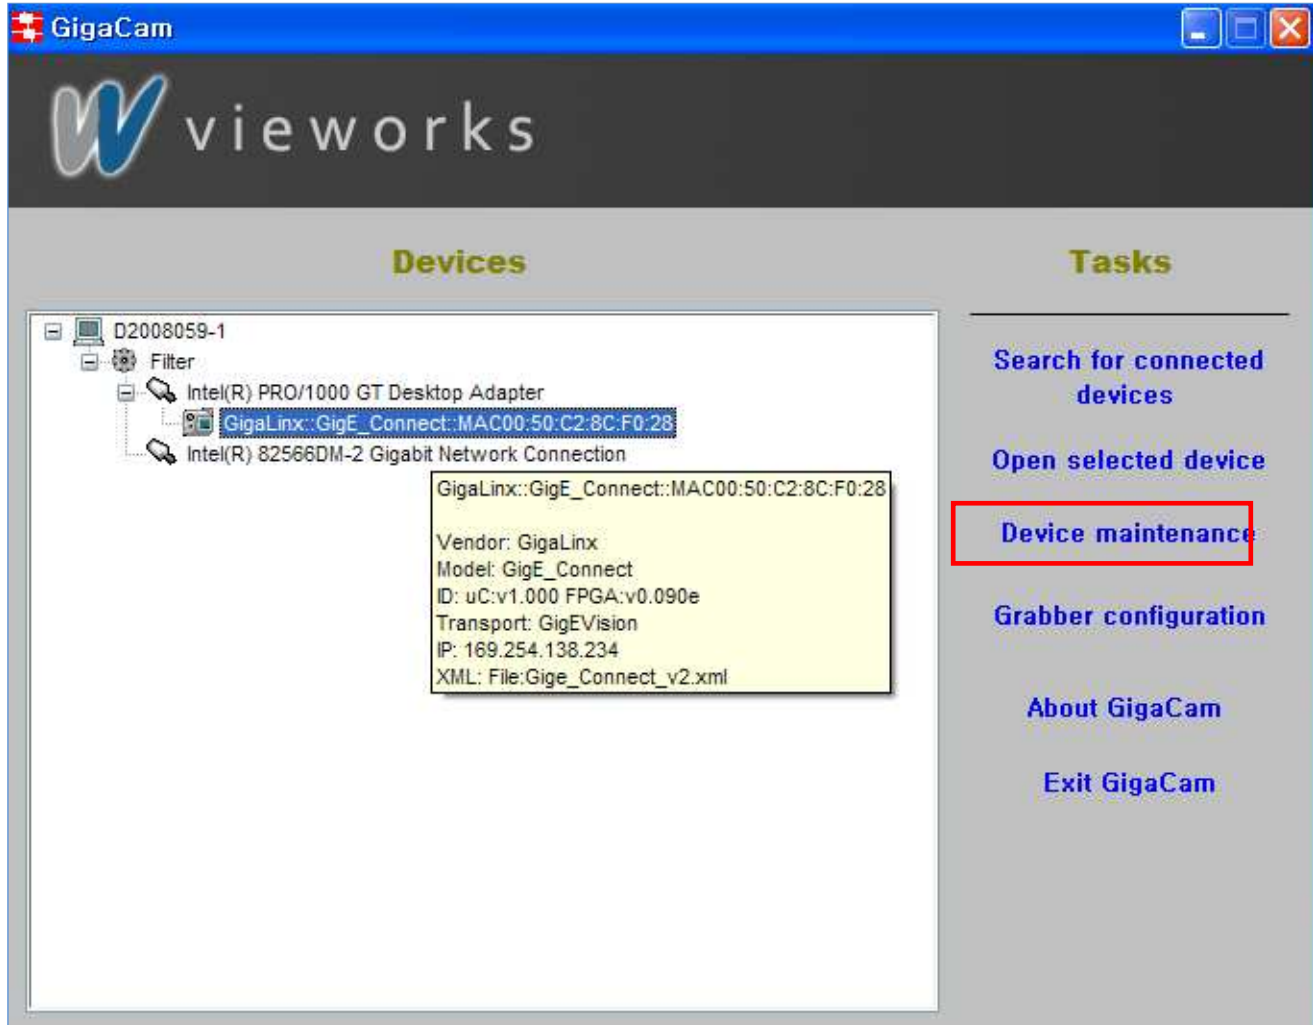 GigaCam
vieworks
Devices
D2008059-1
Filter
Intel(R) PRO/1000 GT Desktop Adapter
GigaLinx::GigE_Connect::MAC00:50:C2:8C:F0:28
Intel(R) 82566DM-2 Gigabit Network Connection
GigaLinx::GigE_Connect::MAC00:50:C2:8C:F0:28
Vendor: GigaLinx
Model: GigE_Connect
ID: uC:v1.000 FPGA:v0.090e
Transport: GigEVision
IP: 169.254.138.234
XML: File:Gige_Connect_v2.xml
Tasks
Search for connected
devices
Open selected device
Device maintenance
Grabber configuration
About GigaCam
Exit GigaCam